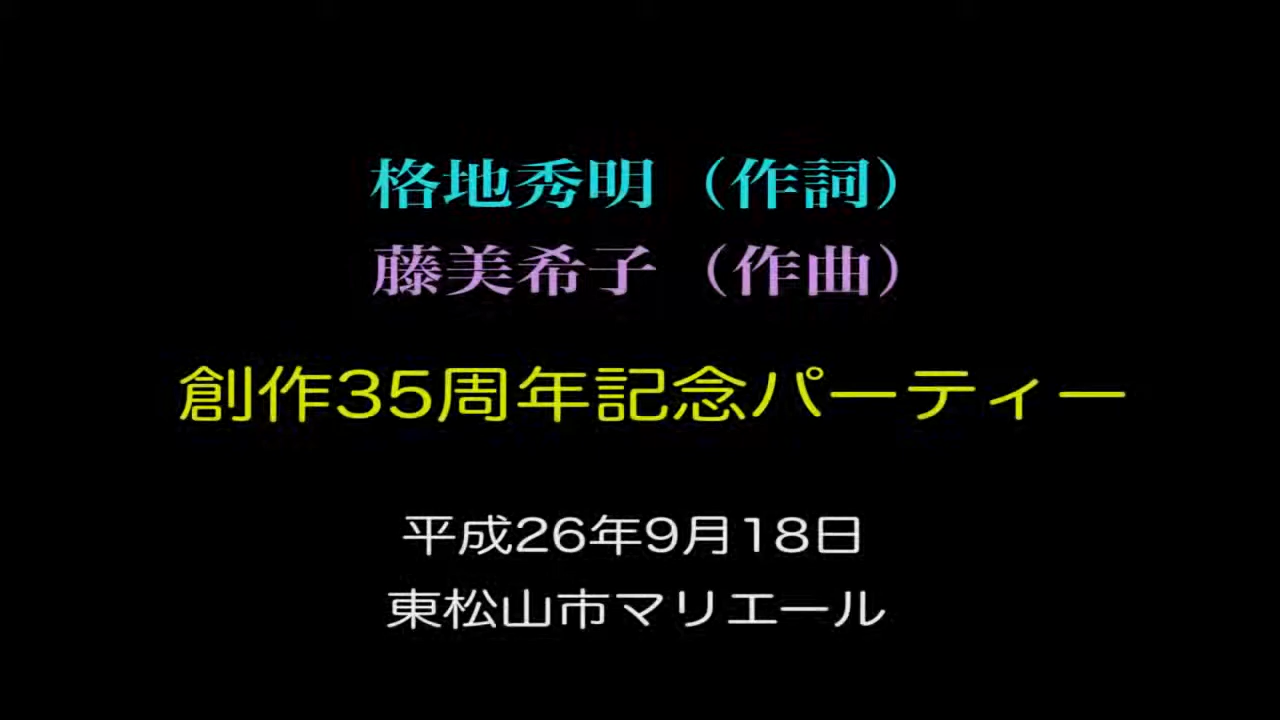 格地秀明（作詞）
藤美希子（作曲）
創作35周年記念パーティー
平成26年9月18日
東松山市マリエール